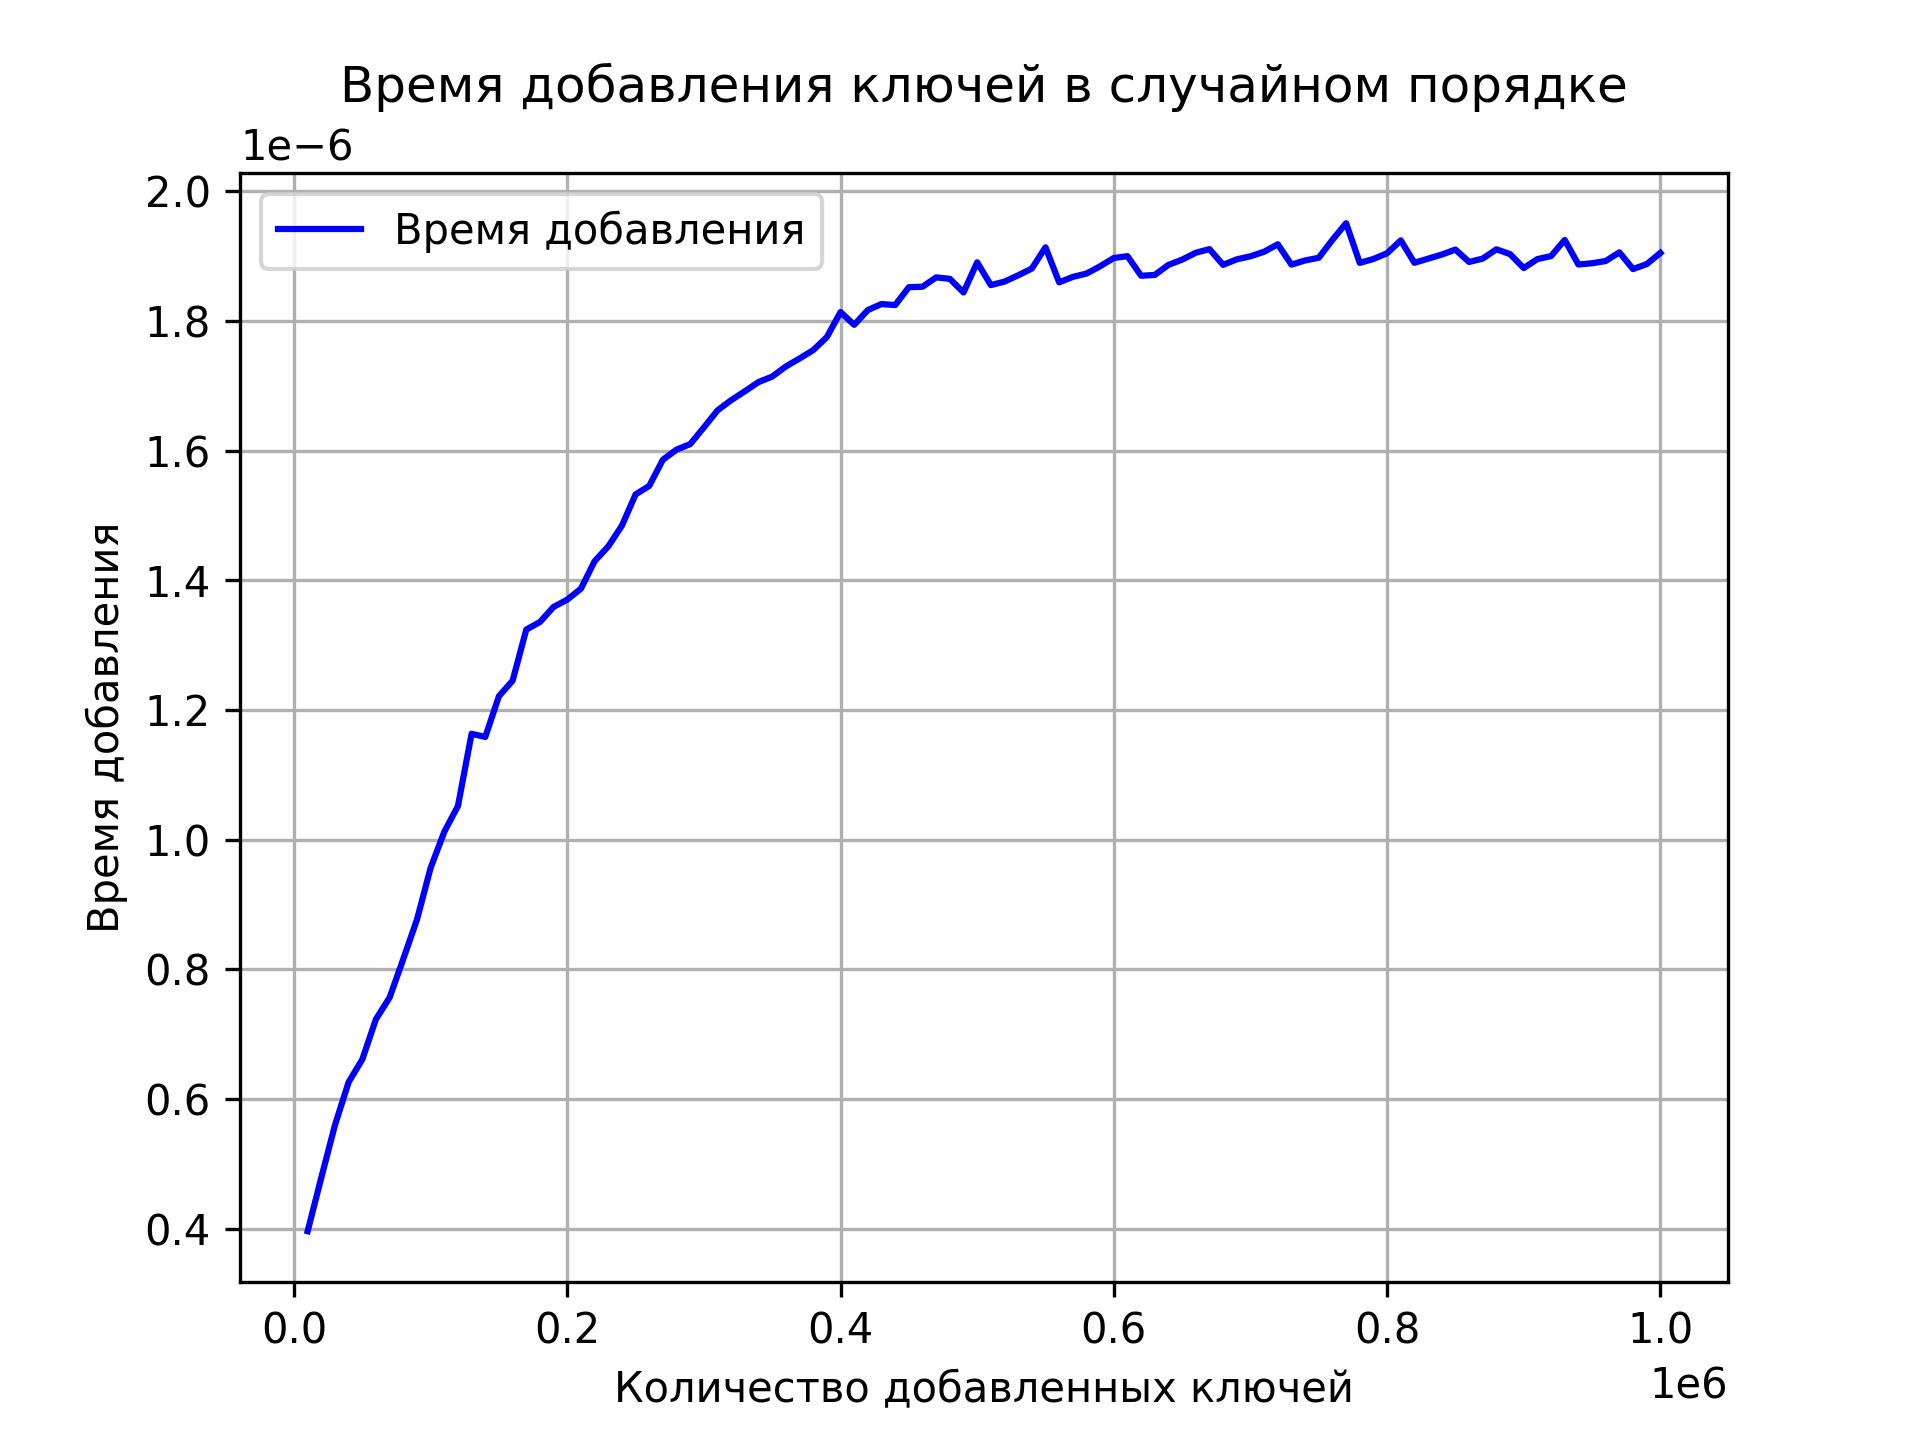 Время добавления ключей в случайном порядке
1e−6
2.0
1.8
1.6
1.4
1.2
1.0
0.8
0.6
0.4
Время добавления
Время добавления
0.0 0.2 0.4 0.6 0.8 1.0
1e6
Количество добавленных ключей